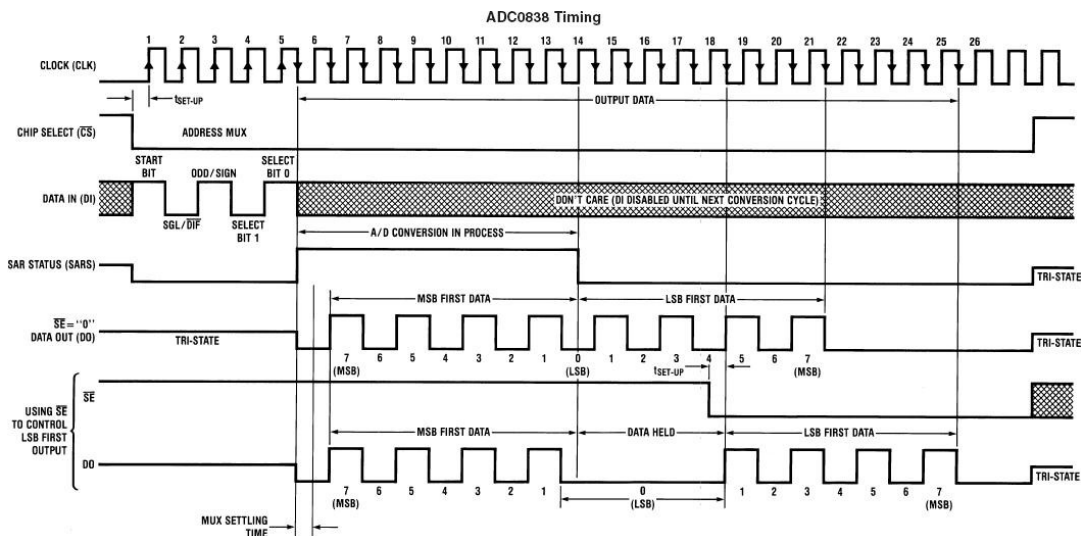 ADC0838 Timing
1 2 3 4 5 6 7 8 9 10 11 12 13 14 15 16 17 18 19 20 21 22 23 24 25 26
CLOCK (CLK)
tSET-UP
OUTPUT DATA
CHIP SELECT (CS)
ADDRESS MUX
START BIT
ODD/SIGN
SELECT BIT 0
DATA IN (DI)
DON'T CARE (DI DISABLED UNTIL NEXT CONVERSION CYCLE)
SGL/DIF
SELECT BIT 1
A/D CONVERSION IN PROCESS
SAR STATUS (SARS)
TRI-STATE
MSB FIRST DATA
LSB FIRST DATA
SE = "0"
DATA OUT (DO)
TRI-STATE
TRI-STATE
7 6 5 4 3 2 1 0 1 2 3 4 5 6 7
(MSB) (LSB) (MSB)
tSET-UP
SE
USING SE
TO CONTROL
LSB FIRST
OUTPUT
MSB FIRST DATA
DATA HELD
LSB FIRST DATA
DO
TRI-STATE
7 6 5 4 3 2 1 0 1 2 3 4 5 6 7
(MSB) (LSB) (MSB)
MUX SETTLING
TIME